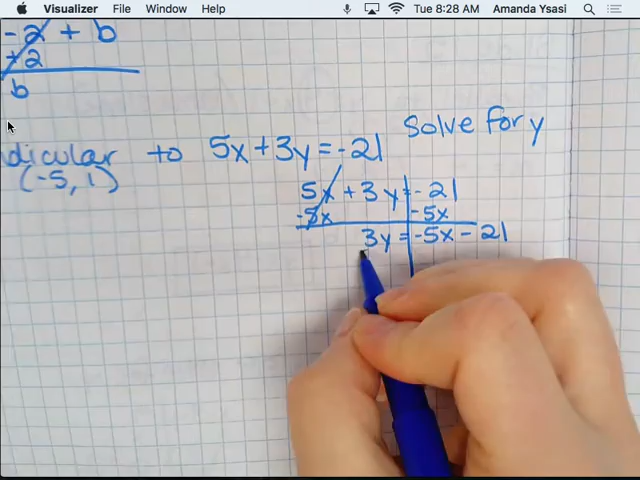 Visualizer File Window Help Tue 8:28 AM Amanda Ysasi
-2 + b
+2
b
dicular to 5x+3y=-21 Solve for y
(-5, 1)
5x + 3y = -21
-5x -5x
3y = -5x - 21